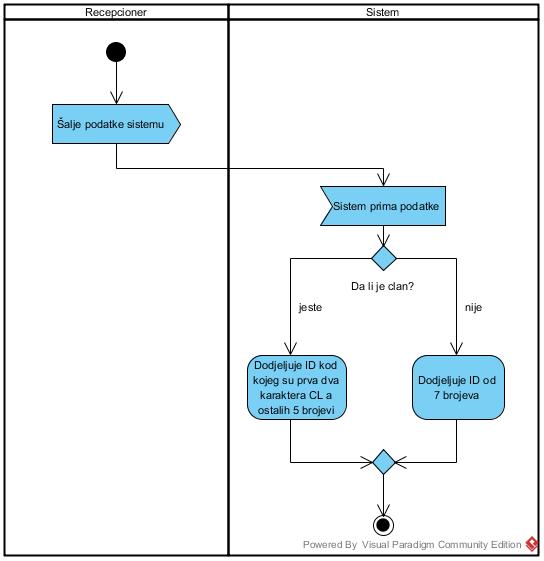 Recepcioner
Sistem
Šalje podatke sistemu
Sistem prima podatke
Da li je clan?
jeste
nije
Dodjeljuje ID kod
kojeg su prva dva
karaktera CL a
ostalih 5 brojevi
Dodjeljuje ID od
7 brojeva
Powered By Visual Paradigm Community Edition